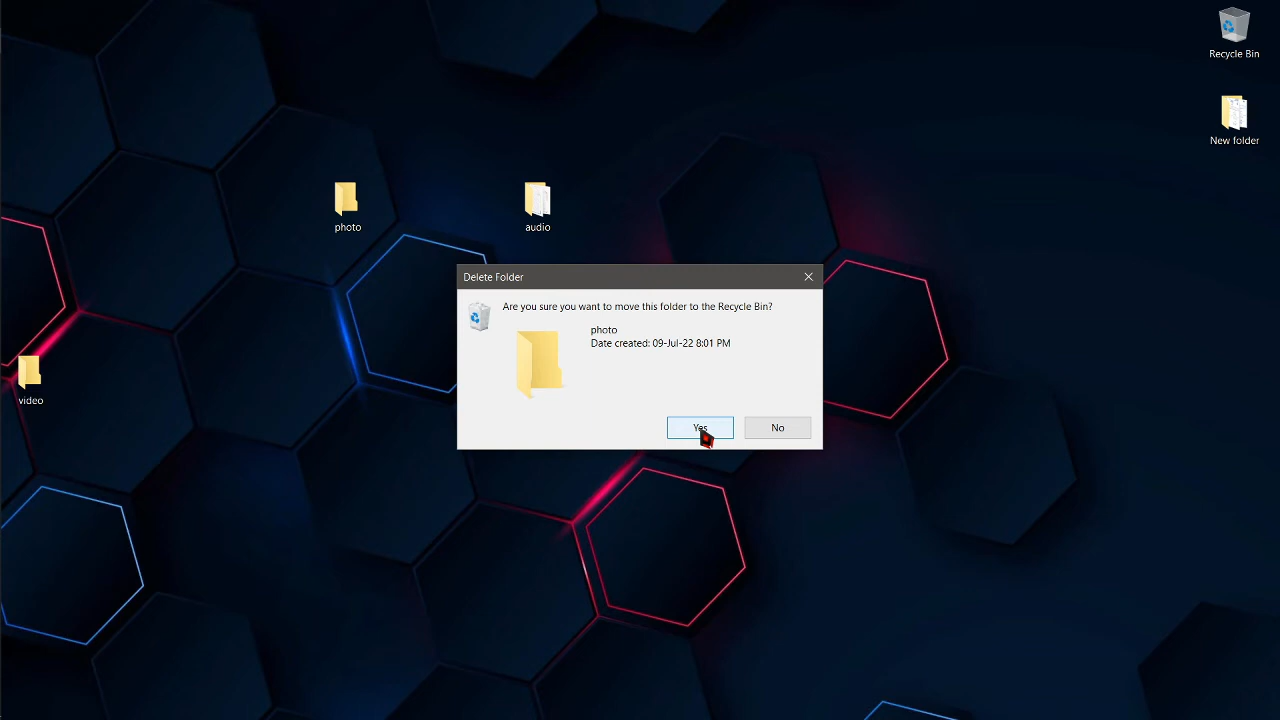 Recycle Bin
New folder
photo
audio
Delete Folder
Are you sure you want to move this folder to the Recycle Bin?
photo
Date created: 09-Jul-22 8:01 PM
video
Yes
No